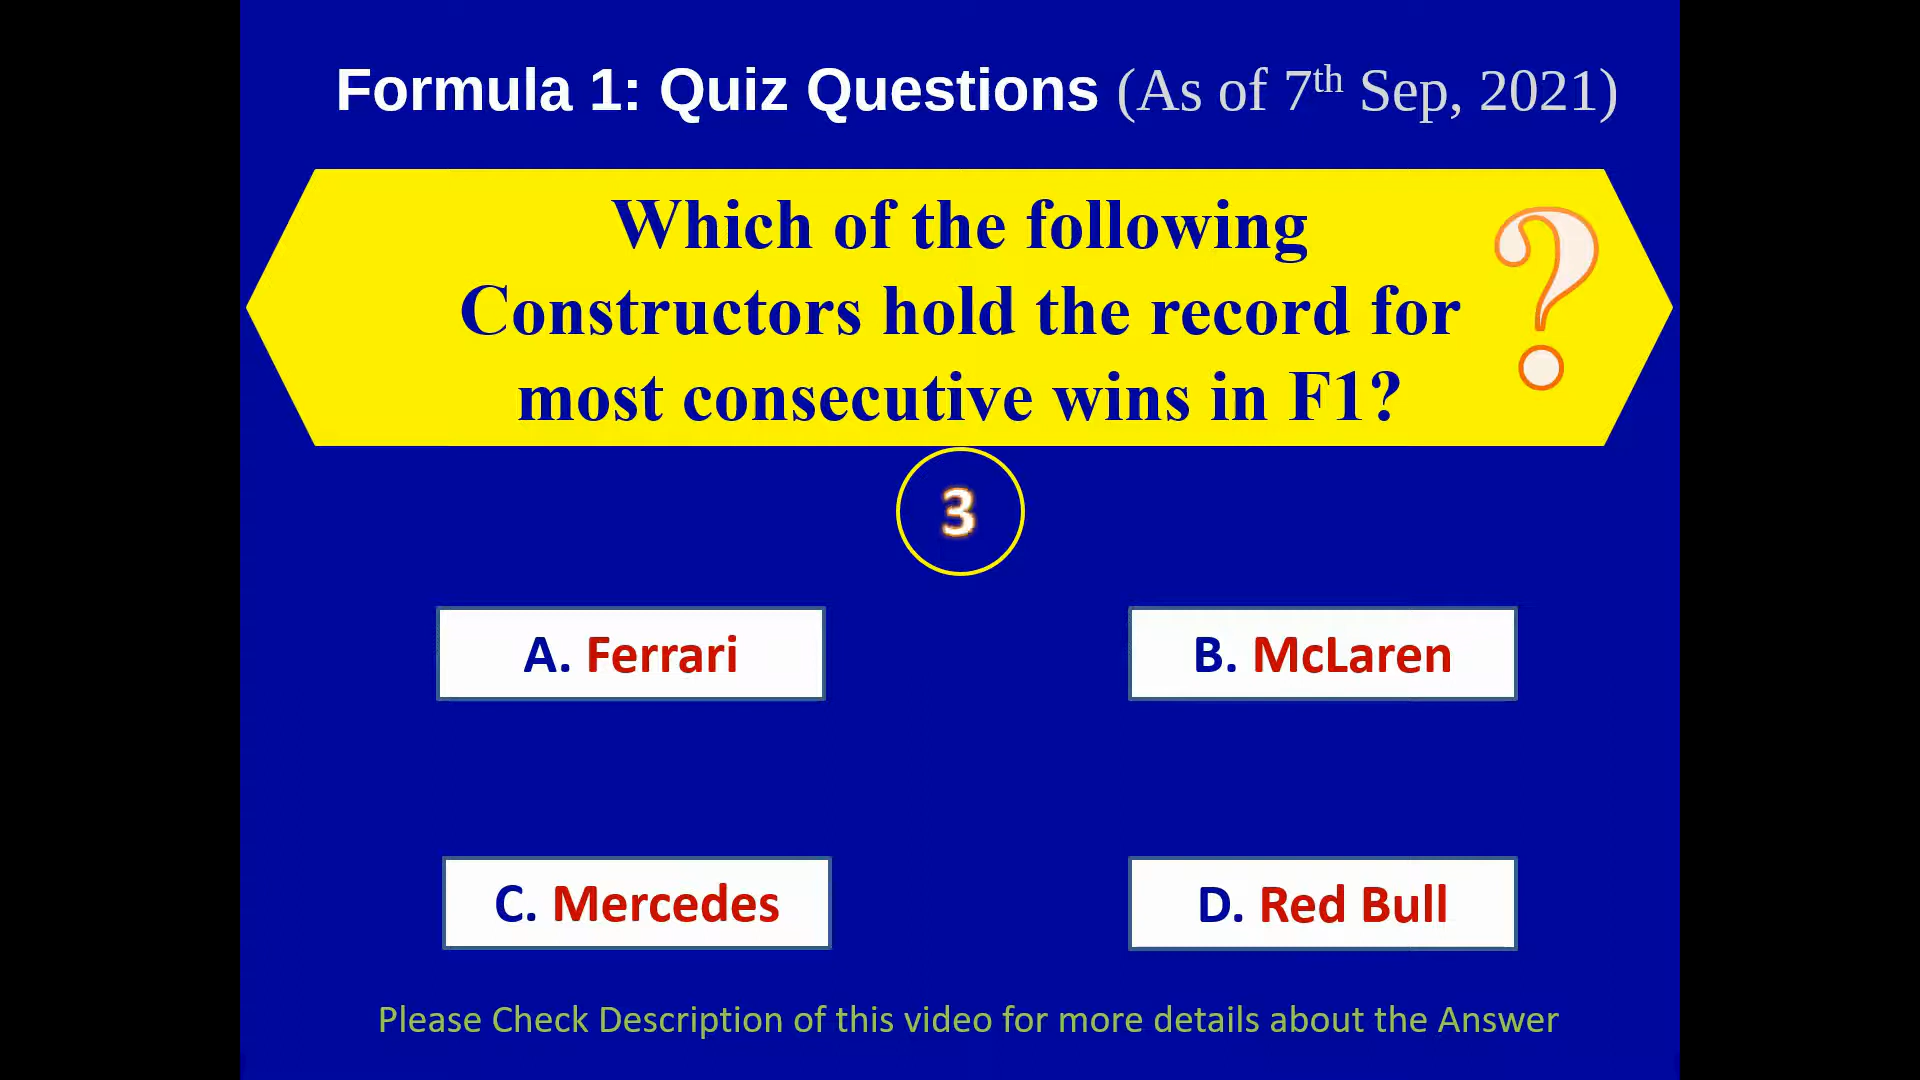 Formula 1: Quiz Questions (As of 7th Sep, 2021)
Which of the following
Constructors hold the record for
most consecutive wins in F1?
?
3
A. Ferrari
B. McLaren
C. Mercedes
D. Red Bull
Please Check Description of this video for more details about the Answer